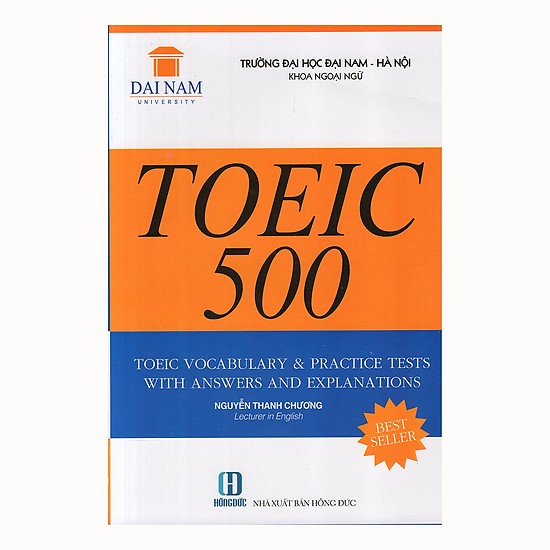 DAI NAM
UNIVERSITY
TRƯỜNG ĐẠI HỌC ĐẠI NAM - HÀ NỘI
KHOA NGOẠI NGỮ
TOEIC
500
TOEIC VOCABULARY & PRACTICE TESTS
WITH ANSWERS AND EXPLANATIONS
NGUYỄN THANH CHƯƠNG
Lecturer in English
BEST
SELLER
HỒNG ĐỨC
NHÀ XUẤT BẢN HỒNG ĐỨC